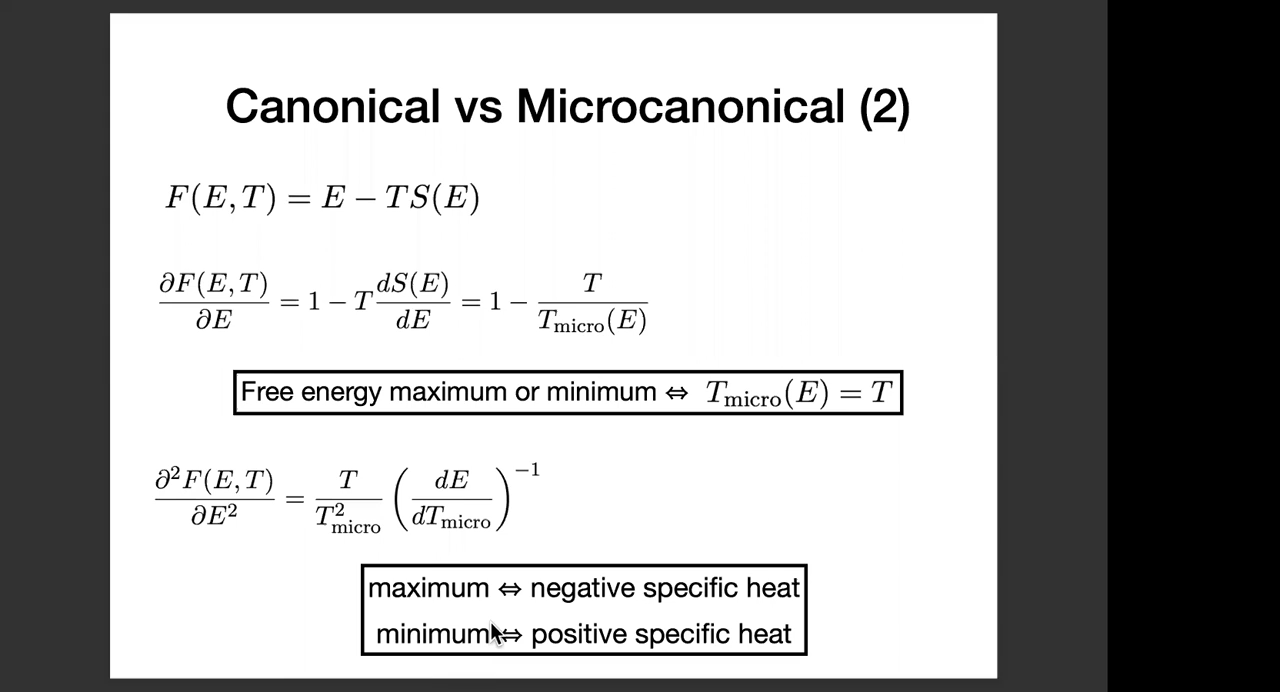 Canonical vs Microcanonical (2)
F(E, T) = E − TS(E)
∂F(E, T)/∂E = 1 − T dS(E)/dE = 1 − T/T_micro(E)
Free energy maximum or minimum ⇔ T_micro(E) = T
∂²F(E, T)/∂E² = T/T²_micro (dE/dT_micro)⁻¹
maximum ⇔ negative specific heat
minimum ⇔ positive specific heat